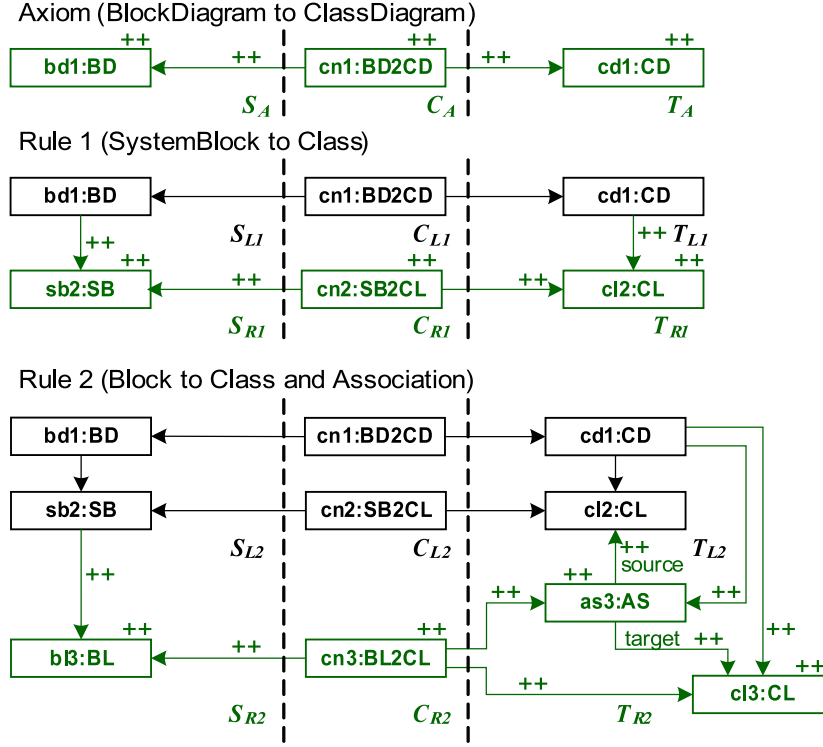 Axiom (BlockDiagram to ClassDiagram)
++ ++ ++
bd1:BD ++ cn1:BD2CD ++ cd1:CD
S_A C_A T_A
Rule 1 (SystemBlock to Class)
bd1:BD cn1:BD2CD cd1:CD
S_L1 C_L1 ++ T_L1
++ ++ ++ ++
sb2:SB ++ cn2:SB2CL ++ cl2:CL
S_R1 C_R1 T_R1
Rule 2 (Block to Class and Association)
bd1:BD cn1:BD2CD cd1:CD
sb2:SB cn2:SB2CL cl2:CL
S_L2 C_L2 ++ T_L2
source
++ ++
++ as3:AS ++
++ ++ target ++ ++
bl3:BL ++ cn3:BL2CL
++ ++
cl3:CL
S_R2 C_R2 T_R2